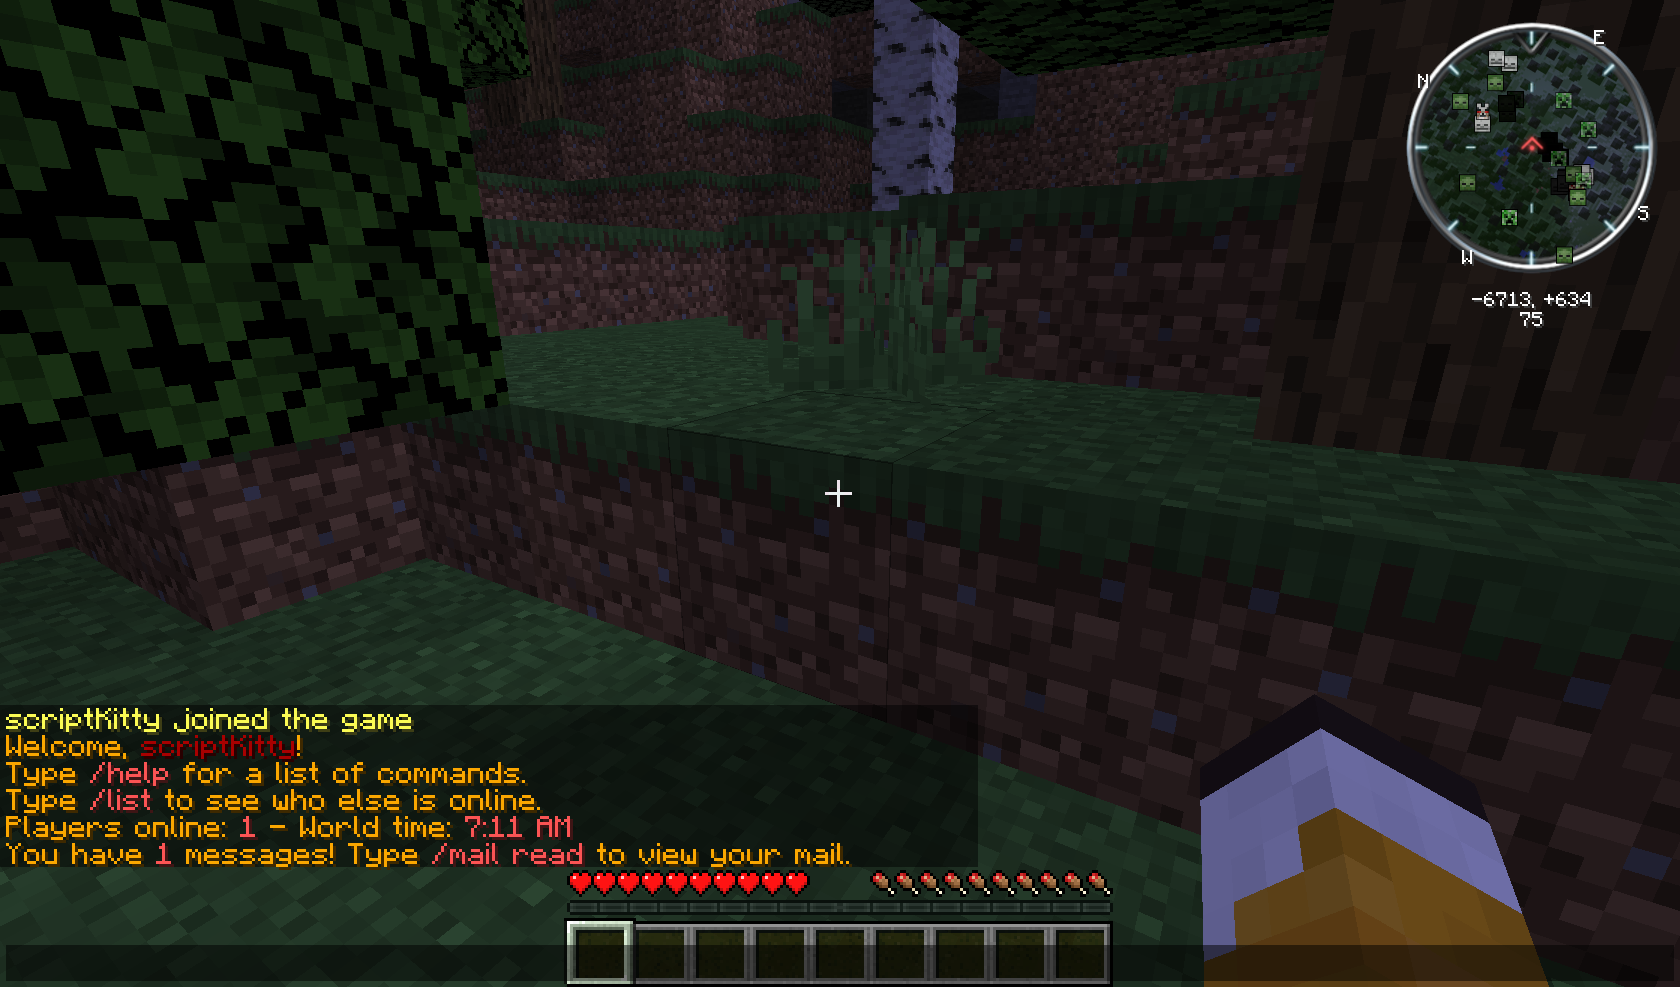 E
N
S
W
-6713, +634
75
scriptKitty joined the game
Welcome, scriptKitty!
Type /help for a list of commands.
Type /list to see who else is online.
Players online: 1 - World time: 7:11 AM
You have 1 messages! Type /mail read to view your mail.